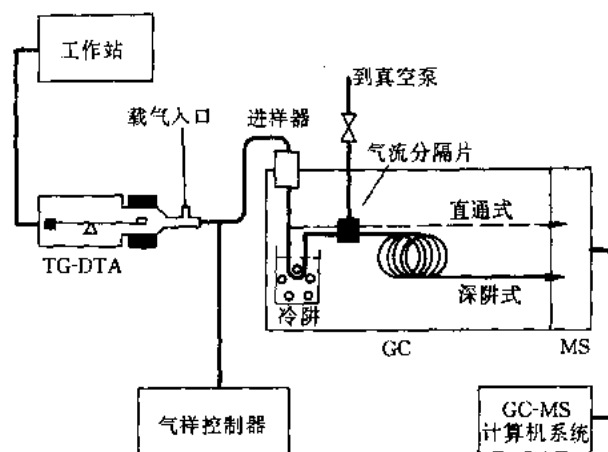 工作站
到真空泵
载气入口
进样器
气流分隔片
直通式
TG-DTA
冷阱
深阱式
GC
MS
气样控制器
GC-MS
计算机系统